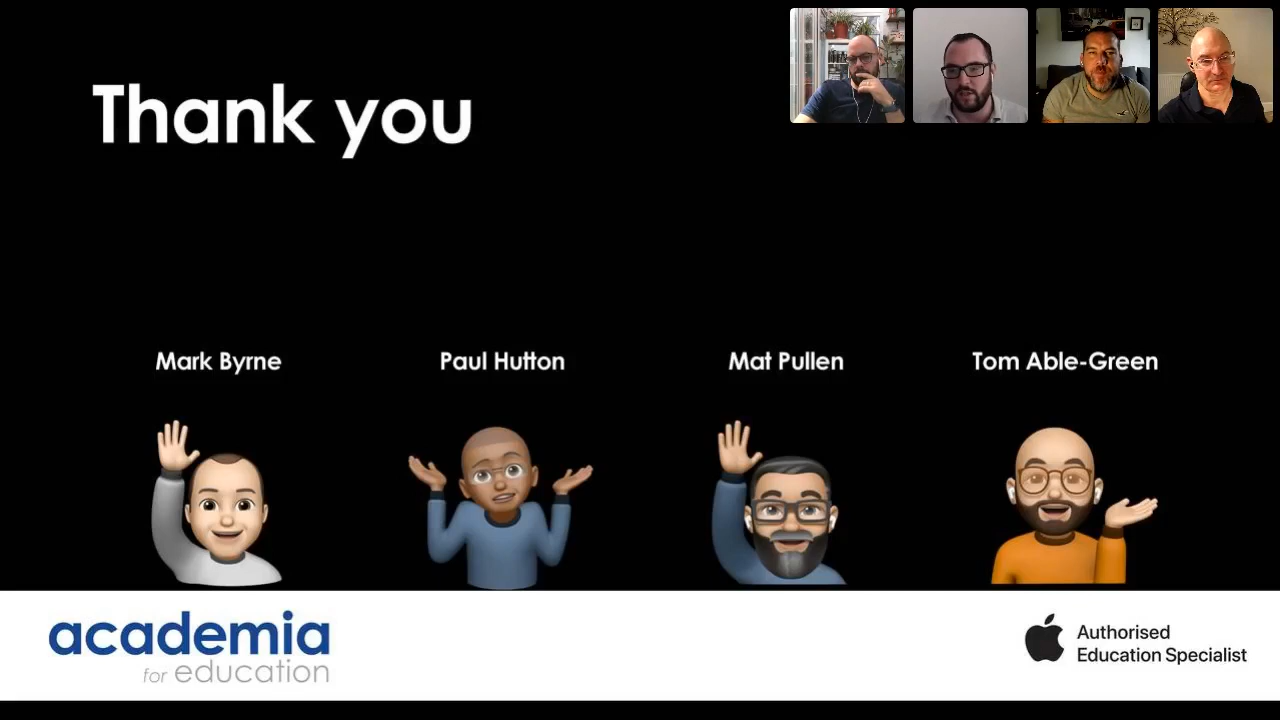 Thank you
Mark Byrne
Paul Hutton
Mat Pullen
Tom Able-Green
academia
for education
Authorised
Education Specialist